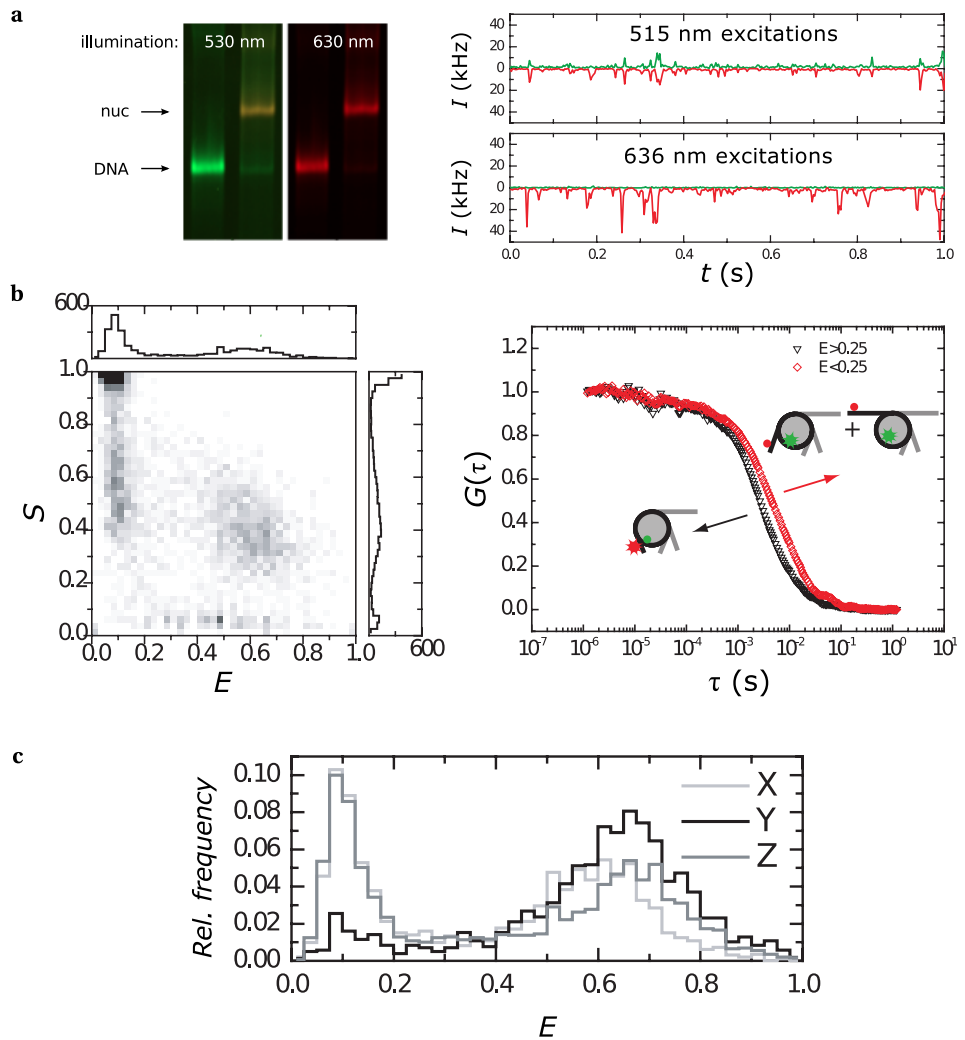 a
illumination: 530 nm 630 nm
nuc
DNA
515 nm excitations
I (kHz)
40
20
0
20
40
636 nm excitations
I (kHz)
40
20
0
20
40
0.0 0.2 0.4 0.6 0.8 1.0
t (s)
b
600
S
1.0
0.8
0.6
0.4
0.2
0.0
0.0 0.2 0.4 0.6 0.8 1.0
600
E
G(τ)
1.2
1.0
0.8
0.6
0.4
0.2
0.0
E>0.25
E<0.25
+
10⁻⁷ 10⁻⁶ 10⁻⁵ 10⁻⁴ 10⁻³ 10⁻² 10⁻¹ 10⁰ 10¹
τ (s)
c
Rel. frequency
0.10
0.08
0.06
0.04
0.02
0.00
X
Y
Z
0.0 0.2 0.4 0.6 0.8 1.0
E